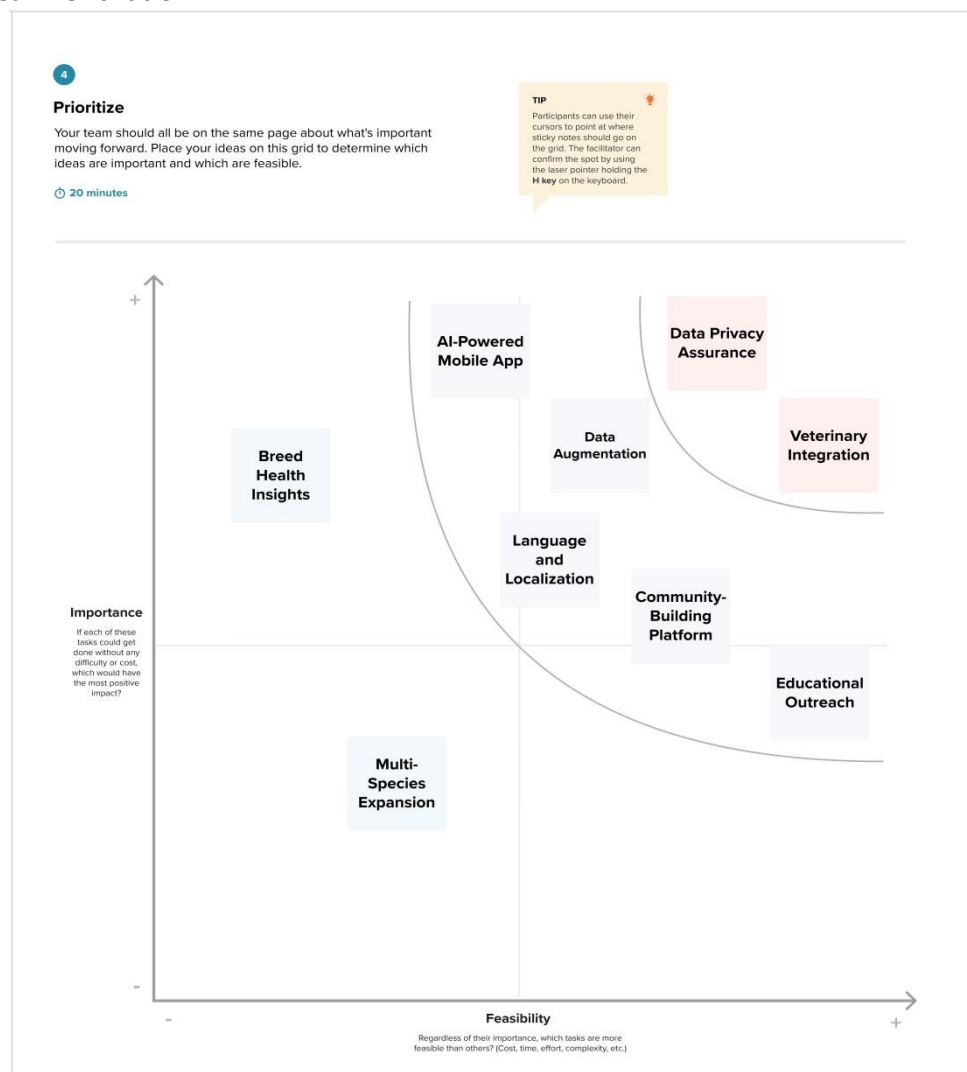 4
Prioritize
Your team should all be on the same page about what's important
moving forward. Place your ideas on this grid to determine which
ideas are important and which are feasible.
20 minutes
TIP
Participants can use their
cursors to point at where
sticky notes should go on
the grid. The facilitator can
confirm the spot by using
the laser pointer holding the
H key on the keyboard.
+
AI-Powered
Mobile App
Data Privacy
Assurance
Breed
Health
Insights
Data
Augmentation
Veterinary
Integration
Language
and
Localization
Community-
Building
Platform
Importance
If each of these
tasks could get
done without any
difficulty or cost,
which would have
the most positive
impact?
Educational
Outreach
Multi-
Species
Expansion
-
-
Feasibility
+
Regardless of their importance, which tasks are more
feasible than others? (Cost, time, effort, complexity, etc.)